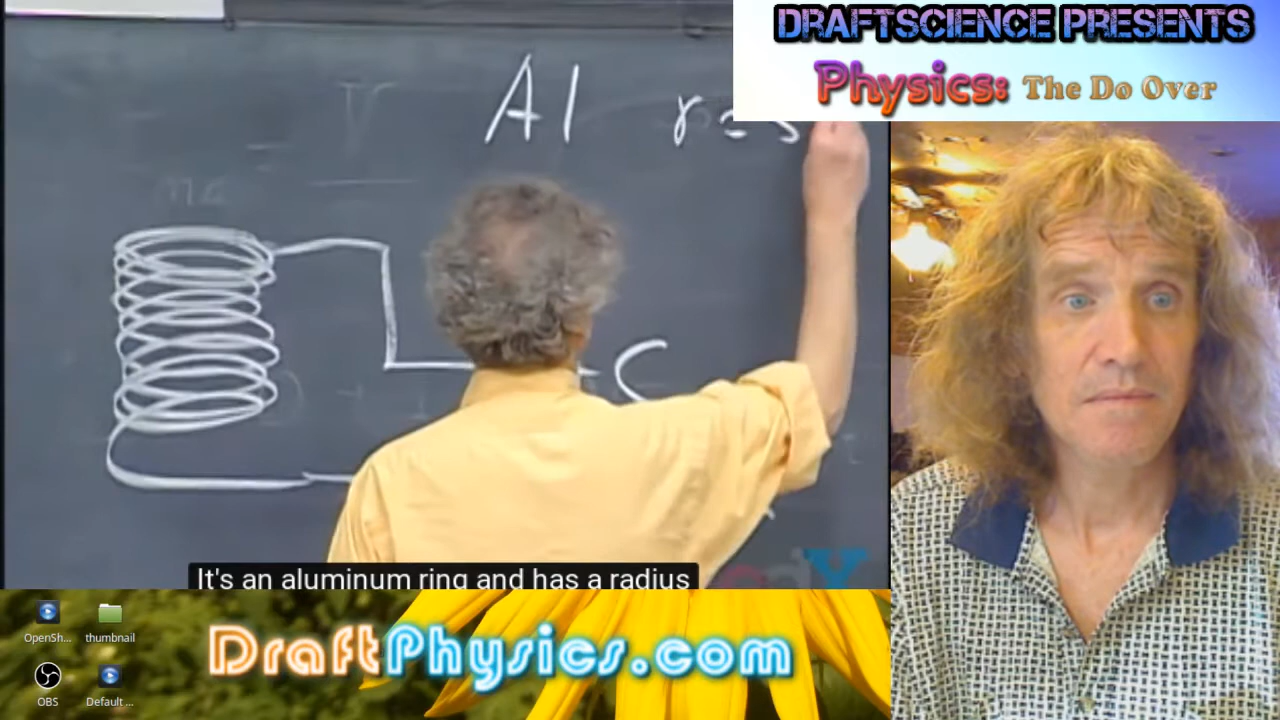 DRAFTSCIENCE PRESENTS
Physics: The Do Over
Al r=5
C
It's an aluminum ring and has a radius
DraftPhysics.com
OpenSh...
thumbnail
OBS
Default ...